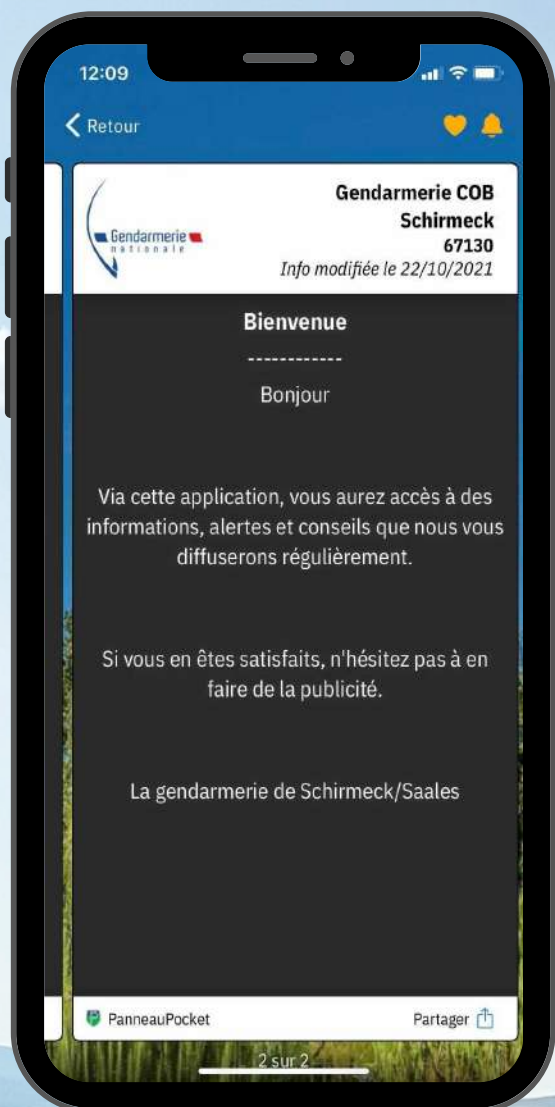 12:09
Retour
Gendarmerie
nationale
Gendarmerie COB
Schirmeck
67130
Info modifiée le 22/10/2021
Bienvenue
------------
Bonjour
Via cette application, vous aurez accès à des
informations, alertes et conseils que nous vous
diffuserons régulièrement.
Si vous en êtes satisfaits, n'hésitez pas à en
faire de la publicité.
La gendarmerie de Schirmeck/Saales
PanneauPocket
Partager
2 sur 2